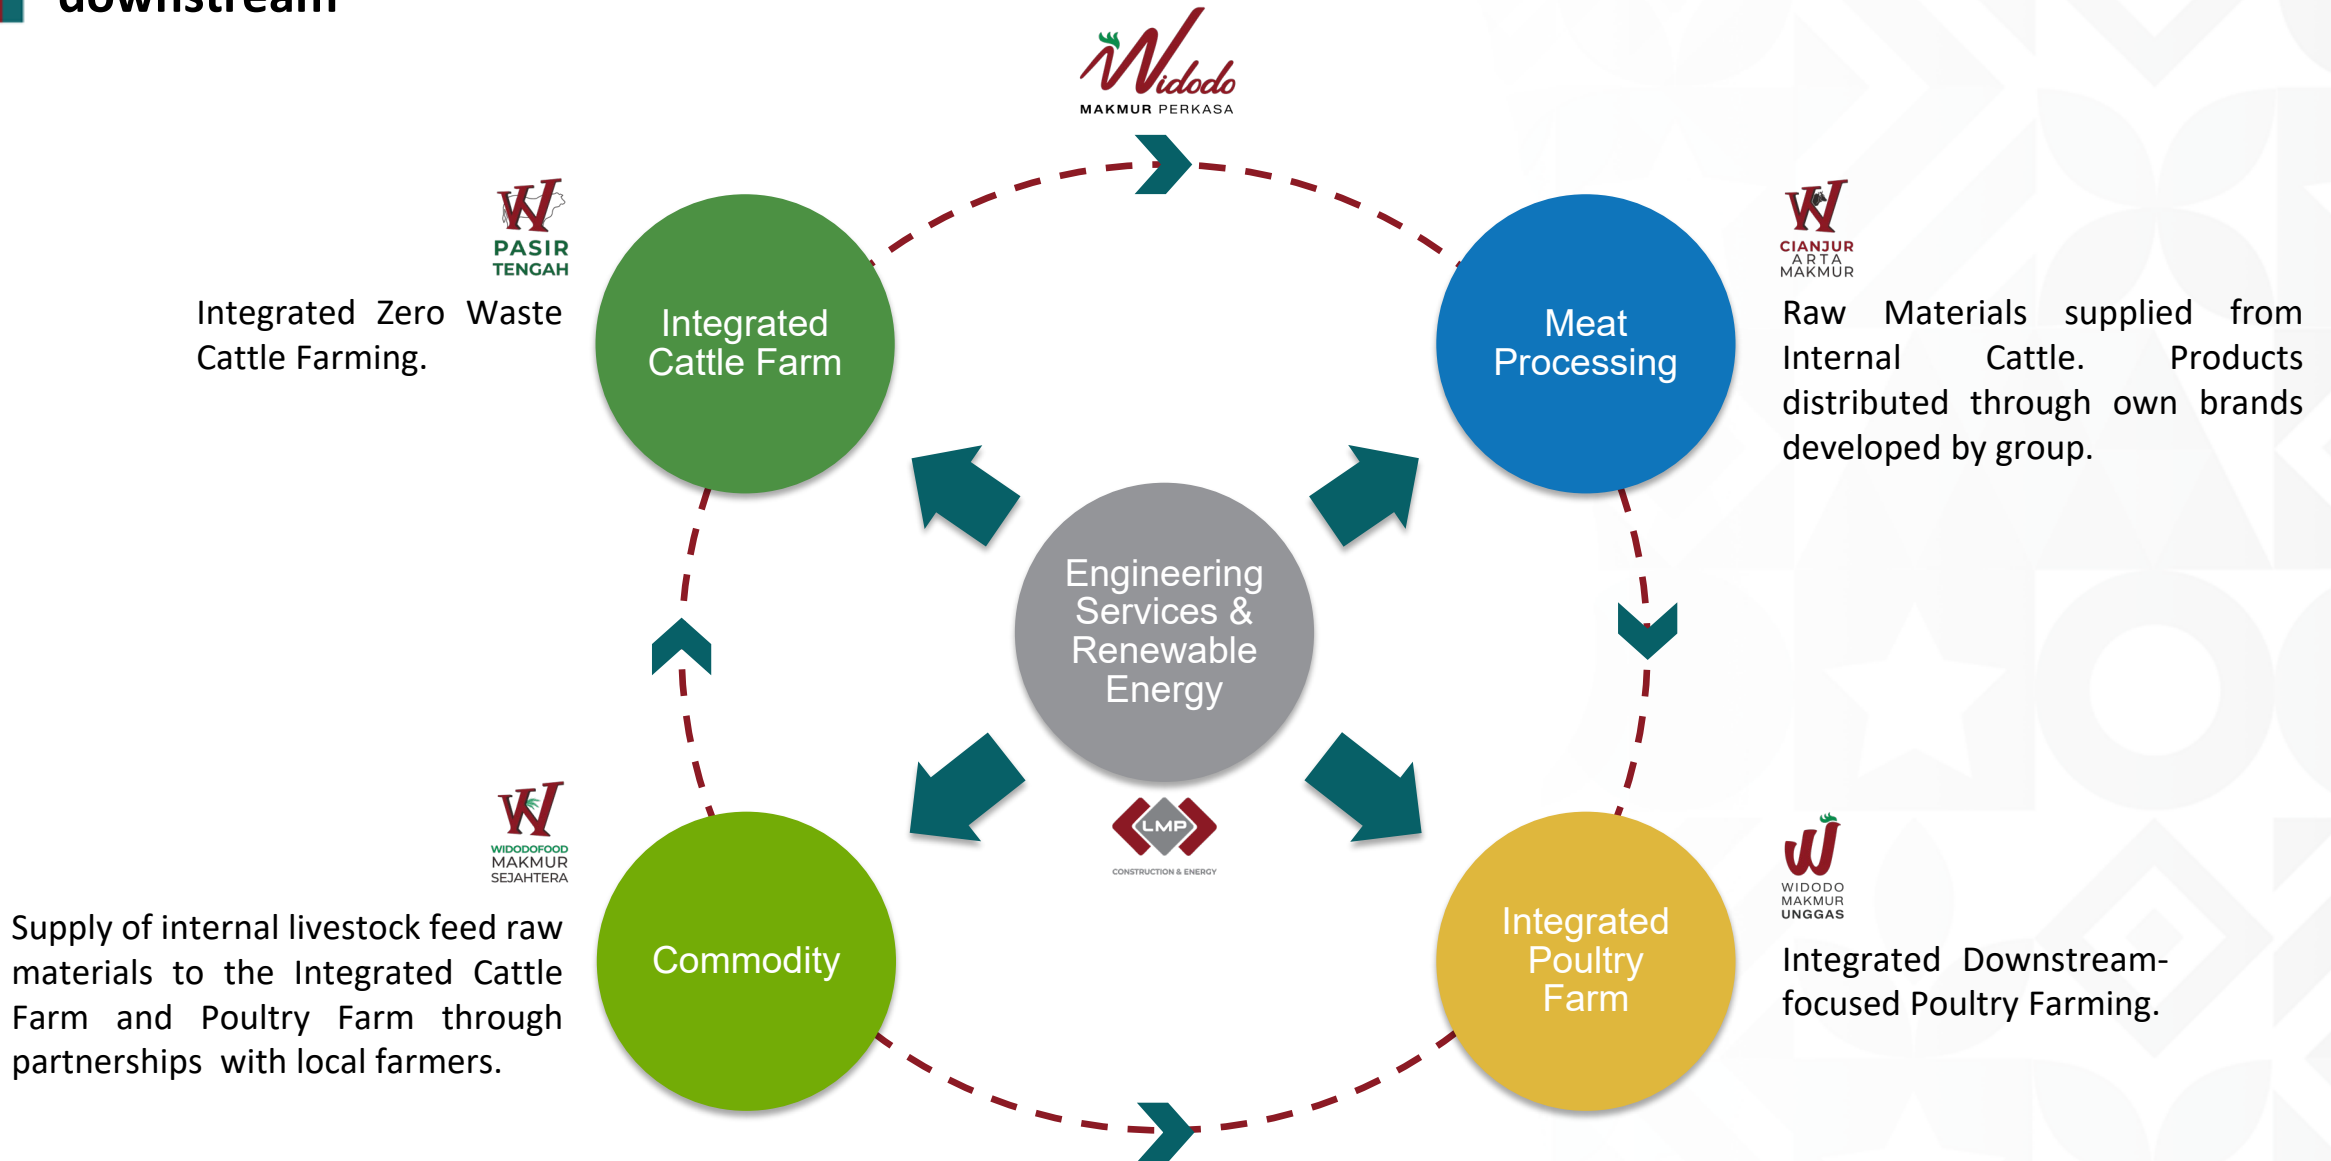 downstream
Widodo
MAKMUR PERKASA
PASIR
TENGAH
Integrated Zero Waste
Cattle Farming.
Integrated
Cattle Farm
Meat
Processing
CIANJUR
ARTA
MAKMUR
Raw Materials supplied from
Internal Cattle. Products
distributed through own brands
developed by group.
Engineering
Services &
Renewable
Energy
LMP
CONSTRUCTION & ENERGY
WIDODOFOOD
MAKMUR
SEJAHTERA
Supply of internal livestock feed raw
materials to the Integrated Cattle
Farm and Poultry Farm through
partnerships with local farmers.
Commodity
Integrated
Poultry
Farm
WIDODO
MAKMUR
UNGGAS
Integrated Downstream-
focused Poultry Farming.